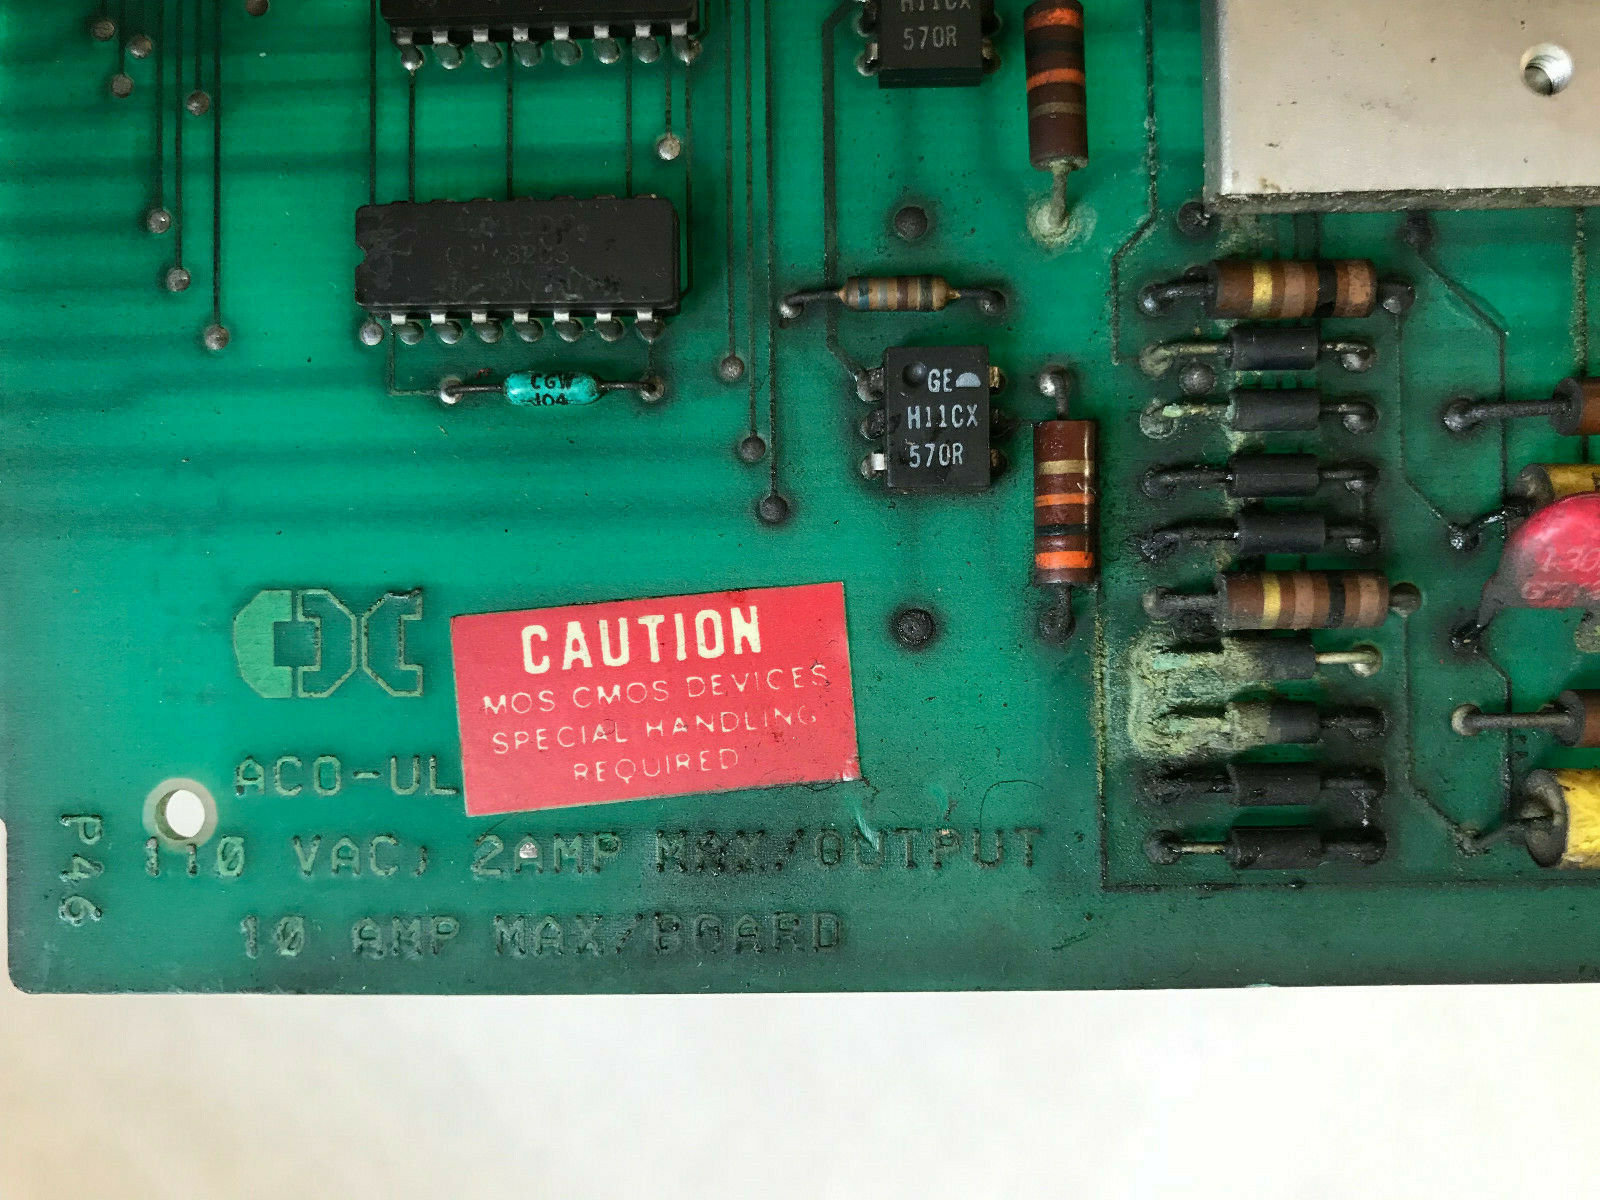 H11CX
570R
GE
H11CX
570R
CGW
104
CAUTION
MOS CMOS DEVICES
SPECIAL HANDLING
REQUIRED
ACO-UL
P46
110 VAC, 2AMP MAX/OUTPUT
10 AMP MAX/BOARD